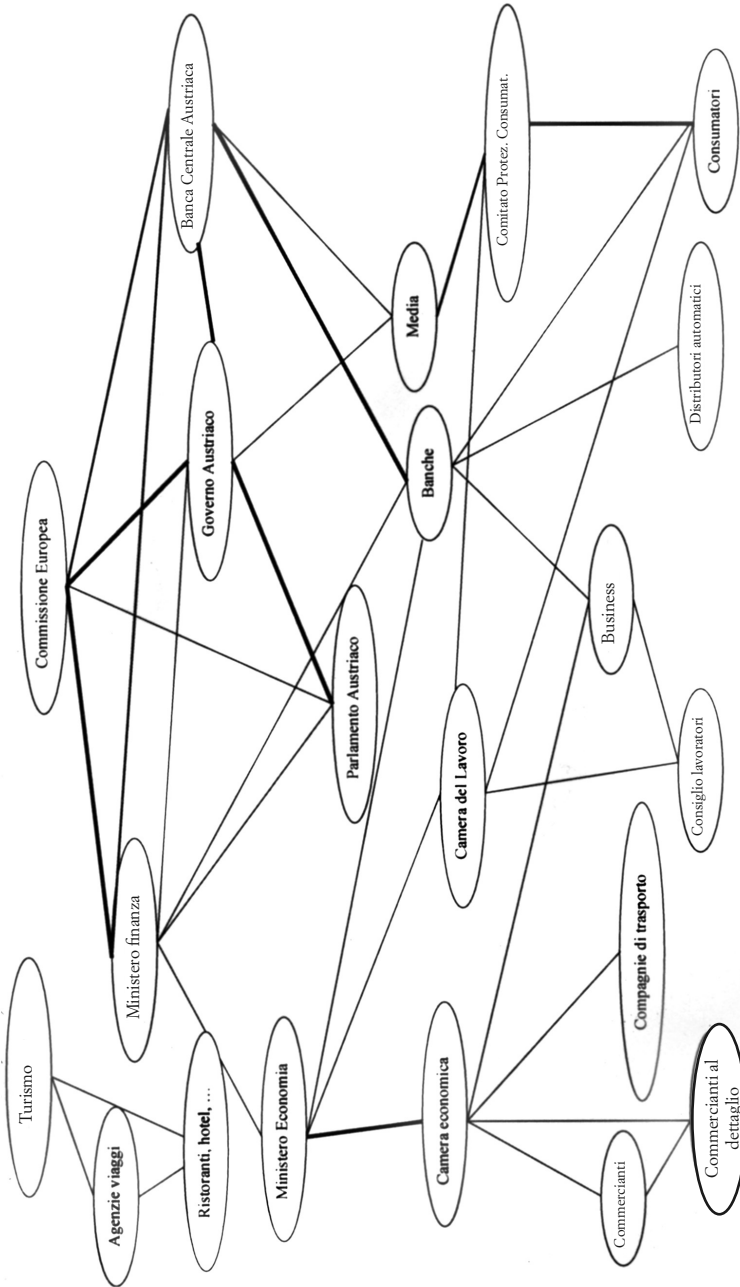 Turismo
Agenzie viaggi
Ristoranti, hotel, …
Ministero finanza
Commissione Europea
Banca Centrale Austriaca
Governo Austriaco
Ministero Economia
Parlamento Austriaco
Banche
Media
Camera economica
Camera del Lavoro
Comitato Protez. Consumat.
Commercianti
Compagnie di trasporto
Business
Commercianti al
dettaglio
Consiglio lavoratori
Distributori automatici
Consumatori